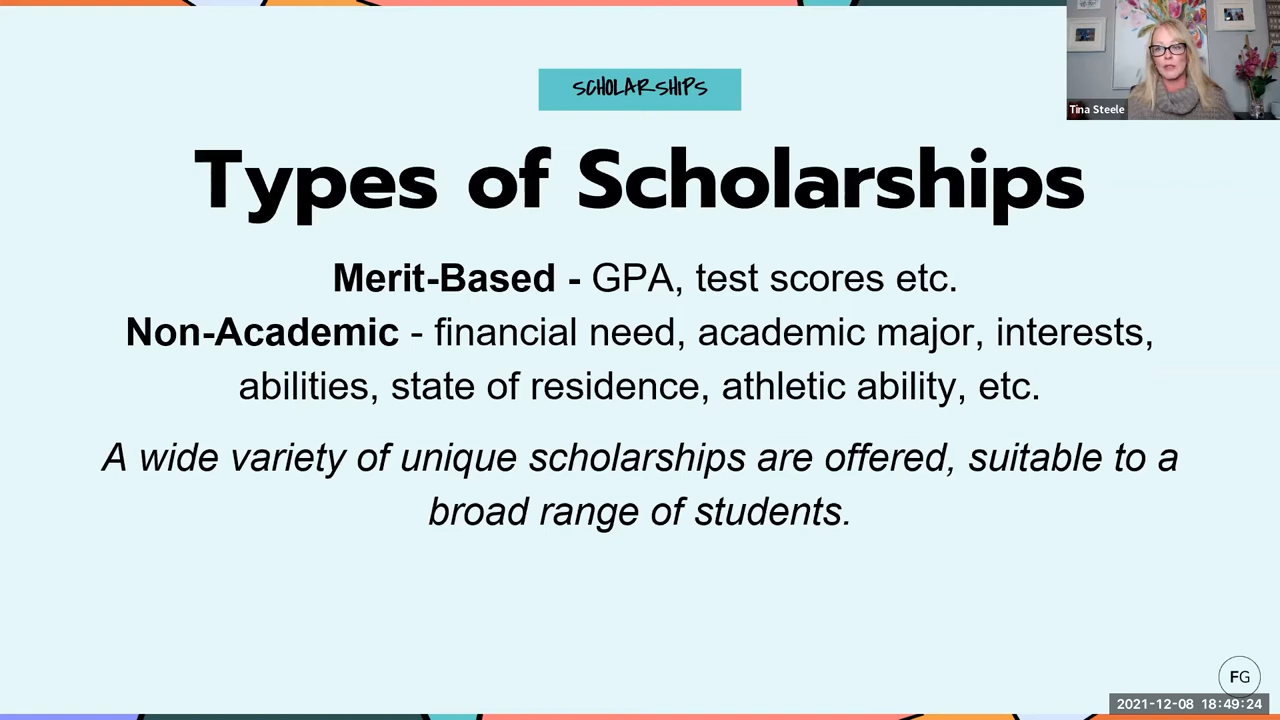 SCHOLARSHIPS
Types of Scholarships
Merit-Based - GPA, test scores etc.
Non-Academic - financial need, academic major, interests,
abilities, state of residence, athletic ability, etc.
A wide variety of unique scholarships are offered, suitable to a
broad range of students.
Tina Steele
FG
2021-12-08 18:49:24